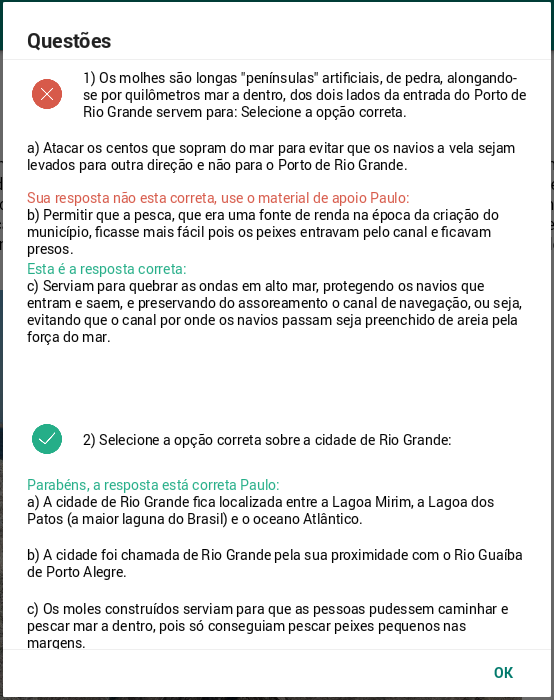 Questões
1) Os molhes são longas "penínsulas" artificiais, de pedra, alongando-
se por quilômetros mar a dentro, dos dois lados da entrada do Porto de
Rio Grande servem para: Selecione a opção correta.
a) Atacar os centos que sopram do mar para evitar que os navios a vela sejam
levados para outra direção e não para o Porto de Rio Grande.
Sua resposta não esta correta, use o material de apoio Paulo:
b) Permitir que a pesca, que era uma fonte de renda na época da criação do
município, ficasse mais fácil pois os peixes entravam pelo canal e ficavam
presos.
Esta é a resposta correta:
c) Serviam para quebrar as ondas em alto mar, protegendo os navios que
entram e saem, e preservando do assoreamento o canal de navegação, ou seja,
evitando que o canal por onde os navios passam seja preenchido de areia pela
força do mar.
2) Selecione a opção correta sobre a cidade de Rio Grande:
Parabéns, a resposta está correta Paulo:
a) A cidade de Rio Grande fica localizada entre a Lagoa Mirim, a Lagoa dos
Patos (a maior laguna do Brasil) e o oceano Atlântico.
b) A cidade foi chamada de Rio Grande pela sua proximidade com o Rio Guaíba
de Porto Alegre.
c) Os moles construídos serviam para que as pessoas pudessem caminhar e
pescar mar a dentro, pois só conseguiam pescar peixes pequenos nas
margens.
OK